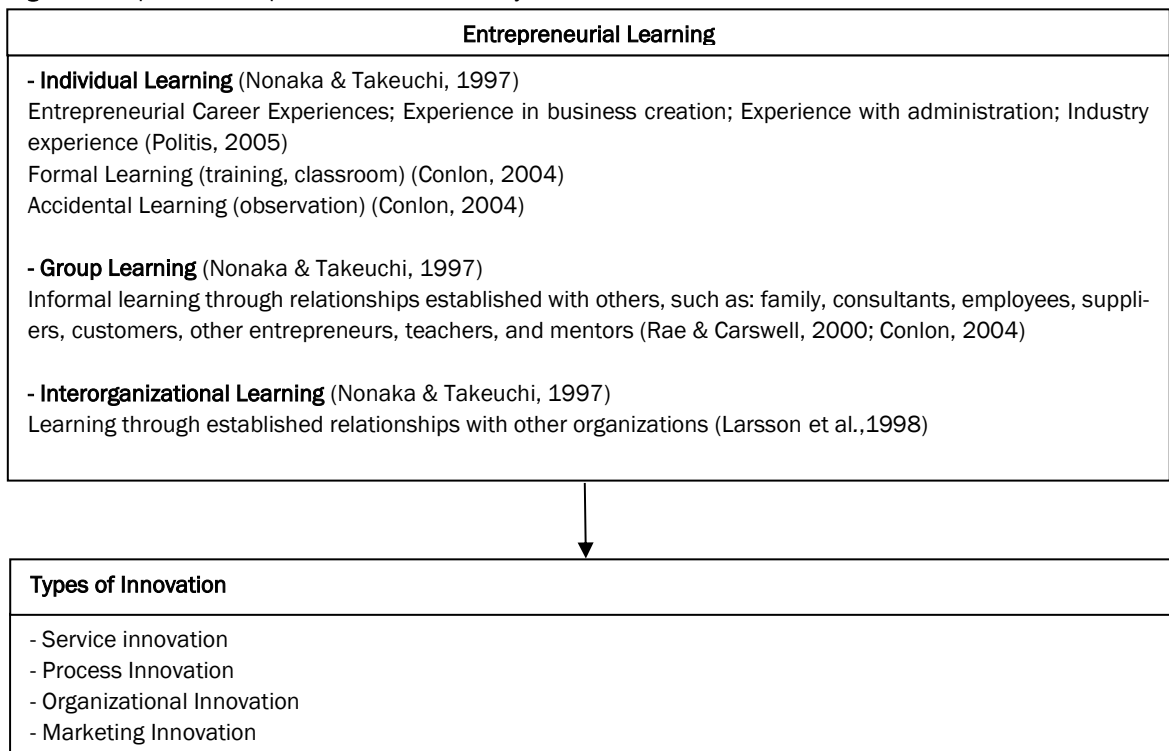 Entrepreneurial Learning
- Individual Learning (Nonaka & Takeuchi, 1997)
Entrepreneurial Career Experiences; Experience in business creation; Experience with administration; Industry
experience (Politis, 2005)
Formal Learning (training, classroom) (Conlon, 2004)
Accidental Learning (observation) (Conlon, 2004)
- Group Learning (Nonaka & Takeuchi, 1997)
Informal learning through relationships established with others, such as: family, consultants, employees, suppli-
ers, customers, other entrepreneurs, teachers, and mentors (Rae & Carswell, 2000; Conlon, 2004)
- Interorganizational Learning (Nonaka & Takeuchi, 1997)
Learning through established relationships with other organizations (Larsson et al.,1998)
Types of Innovation
- Service innovation
- Process Innovation
- Organizational Innovation
- Marketing Innovation